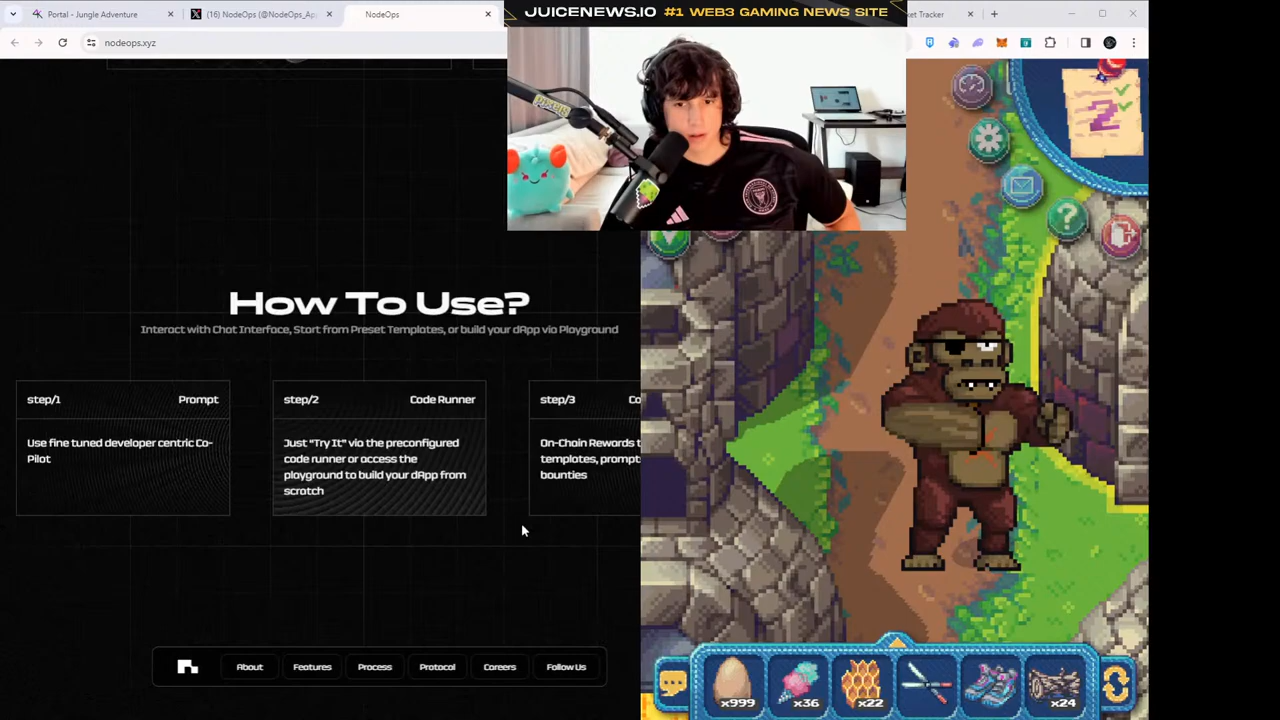 Portal - Jungle Adventure
(16) NodeOps (@NodeOps_Ap
NodeOps
ket Tracker
JUICENEWS.IO #1 WEB3 GAMING NEWS SITE
nodeops.xyz
2
?
How To Use?
Interact with Chat Interface, Start from Preset Templates, or build your dApp via Playground
step/1 Prompt
Use fine tuned developer centric Co-
Pilot
step/2 Code Runner
Just "Try It" via the preconfigured
code runner or access the
playground to build your dApp from
scratch
step/3 Co
On-Chain Rewards t
templates, prompt
bounties
About Features Process Protocol Careers Follow Us
x999 x36 x22 x24